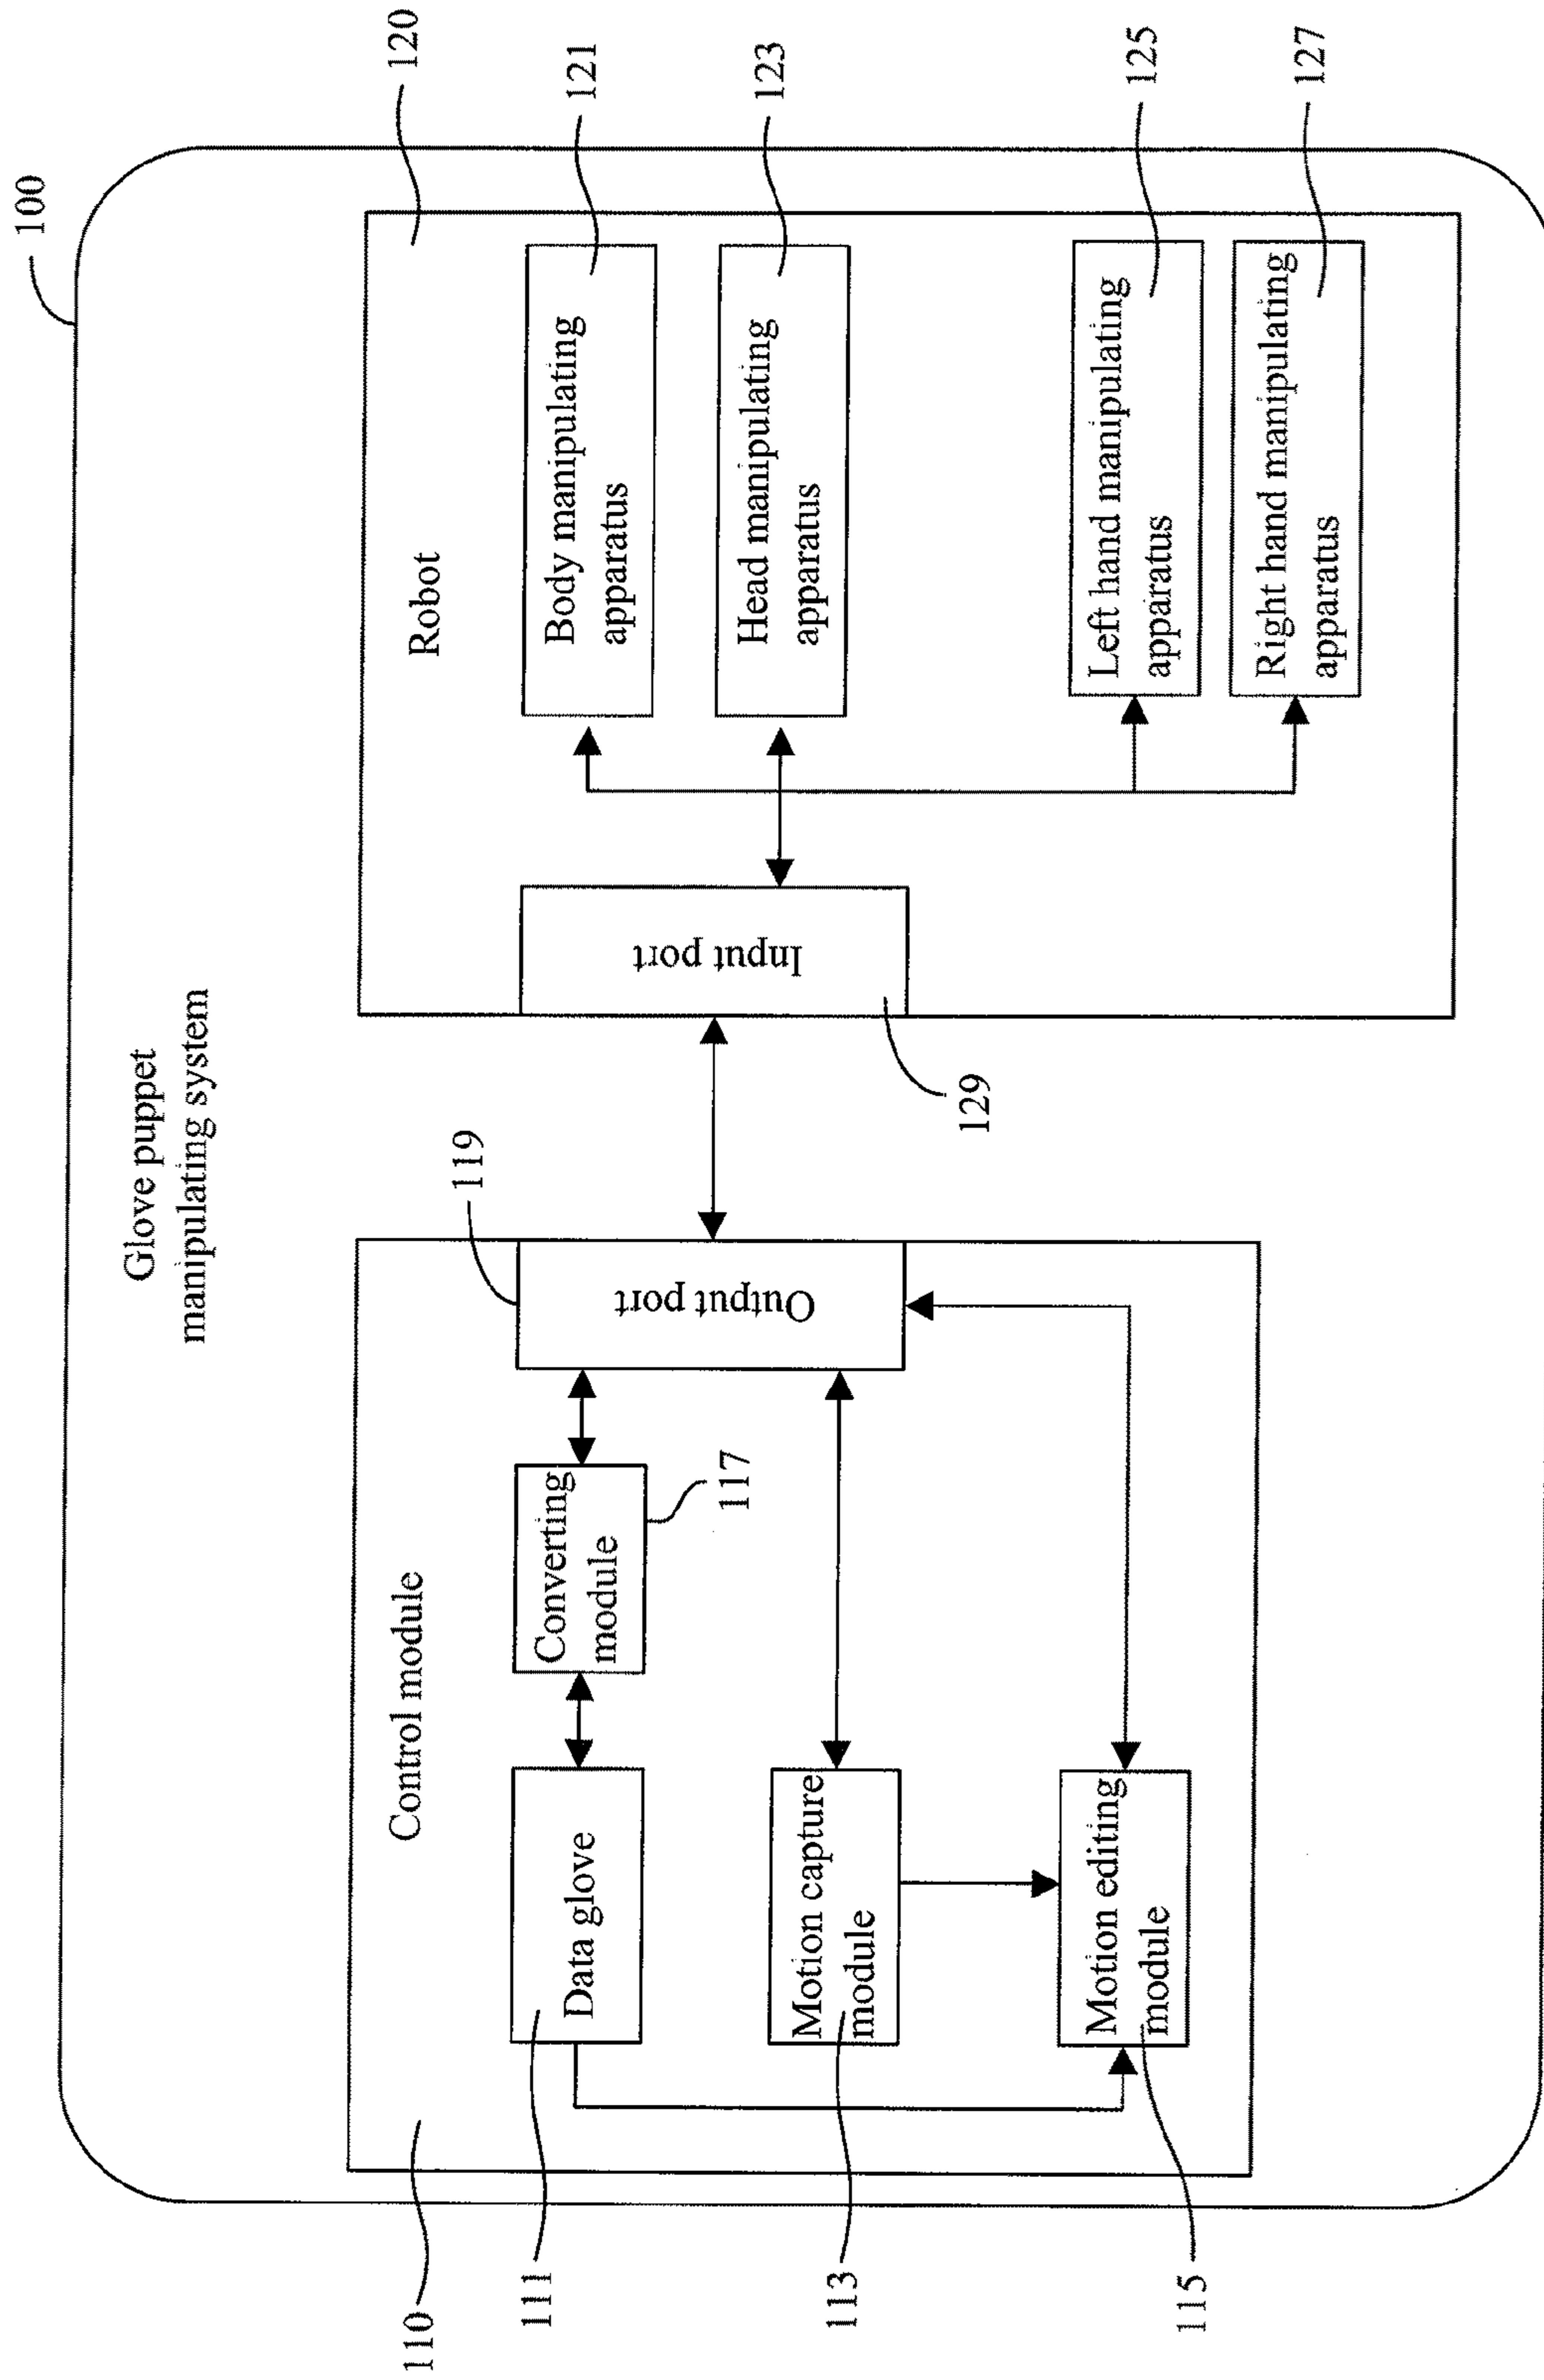 100
Glove puppet
manipulating system
110
Control module
111
Data glove
Converting
module
117
113
Motion capture
module
115
Motion editing
module
119
Output port
120
Robot
129
Input port
121
Body manipulating
apparatus
123
Head manipulating
apparatus
125
Left hand manipulating
apparatus
127
Right hand manipulating
apparatus